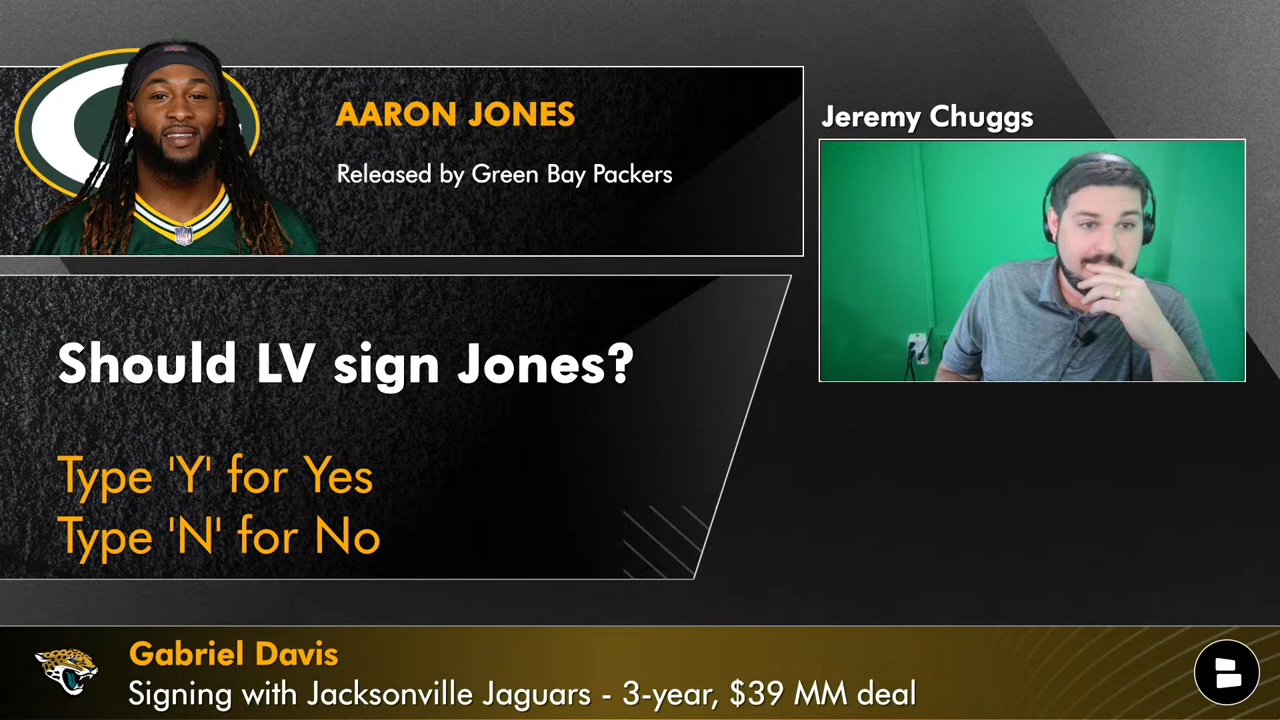 AARON JONES
Released by Green Bay Packers
Jeremy Chuggs
Should LV sign Jones?
Type 'Y' for Yes
Type 'N' for No
Gabriel Davis
Signing with Jacksonville Jaguars - 3-year, $39 MM deal